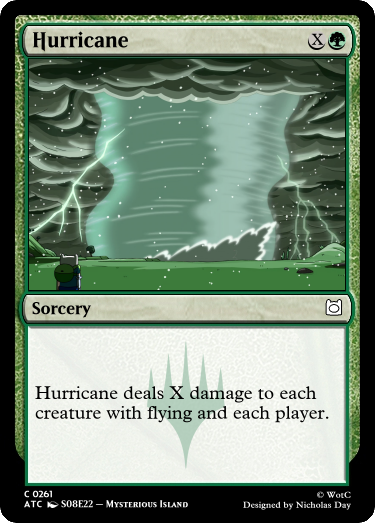 Hurricane X
Sorcery
Hurricane deals X damage to each
creature with flying and each player.
C 0261 © WotC
ATC S08E22 – Mysterious Island Designed by Nicholas Day